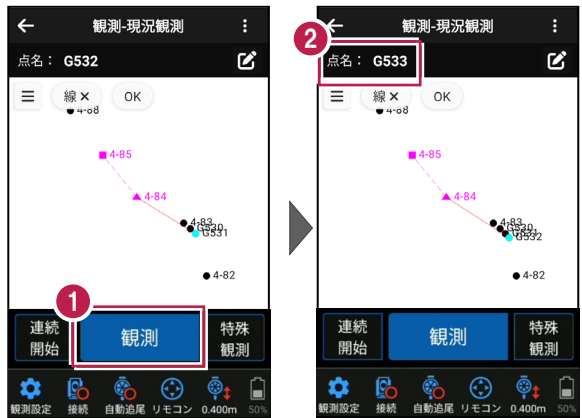 観測-現況観測
点名： G532
線× OK
4-88
4-85
4-84
4-83
G530
G531
4-82
1
連続
開始
観測
特殊
観測
観測設定 接続 自動追尾 リモコン 0.400m 50%
2
観測-現況観測
点名： G533
線× OK
4-88
4-85
4-84
4-83
G530
G531
G532
4-82
連続
開始
観測
特殊
観測
観測設定 接続 自動追尾 リモコン 0.400m 50%